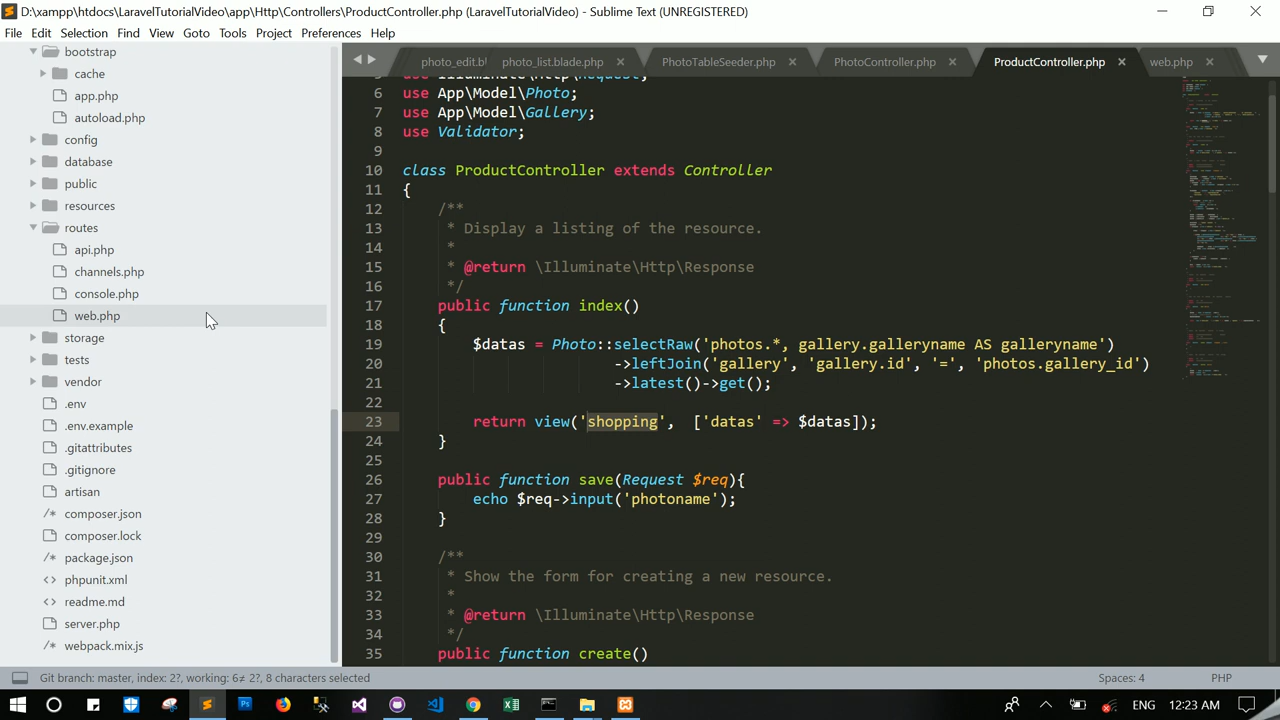 D:\xampp\htdocs\LaravelTutorialVideo\app\Http\Controllers\ProductController.php (LaravelTutorialVideo) - Sublime Text (UNREGISTERED)
File Edit Selection Find View Goto Tools Project Preferences Help
bootstrap
cache
app.php
autoload.php
config
database
public
resources
routes
api.php
channels.php
console.php
web.php
storage
tests
vendor
.env
.env.example
.gitattributes
.gitignore
artisan
composer.json
composer.lock
package.json
phpunit.xml
readme.md
server.php
webpack.mix.js
photo_edit.bl photo_list.blade.php PhotoTableSeeder.php PhotoController.php ProductController.php web.php
5 use Illuminate\Http\Request;
6 use App\Model\Photo;
7 use App\Model\Gallery;
8 use Validator;
9
10 class ProductController extends Controller
11 {
12 /**
13 * Display a listing of the resource.
14 *
15 * @return \Illuminate\Http\Response
16 */
17 public function index()
18 {
19 $datas = Photo::selectRaw('photos.*, gallery.galleryname AS galleryname')
20 ->leftJoin('gallery', 'gallery.id', '=', 'photos.gallery_id')
21 ->latest()->get();
22
23 return view('shopping', ['datas' => $datas]);
24 }
25
26 public function save(Request $req){
27 echo $req->input('photoname');
28 }
29
30 /**
31 * Show the form for creating a new resource.
32 *
33 * @return \Illuminate\Http\Response
34 */
35 public function create()
Git branch: master, index: 2?, working: 6≠ 2?, 8 characters selected Spaces: 4 PHP
ENG 12:23 AM